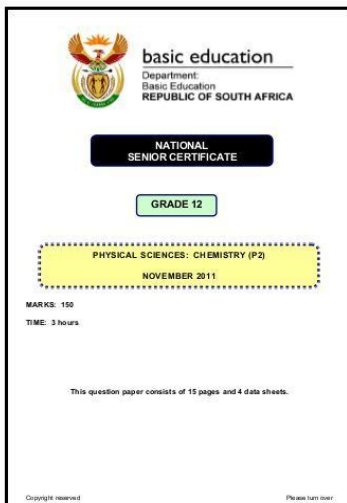 basic education
Department:
Basic Education
REPUBLIC OF SOUTH AFRICA
NATIONAL
SENIOR CERTIFICATE
GRADE 12
PHYSICAL SCIENCES: CHEMISTRY (P2)
NOVEMBER 2011
MARKS: 150
TIME: 3 hours
This question paper consists of 15 pages and 4 data sheets.
Copyright reserved
Please turn over